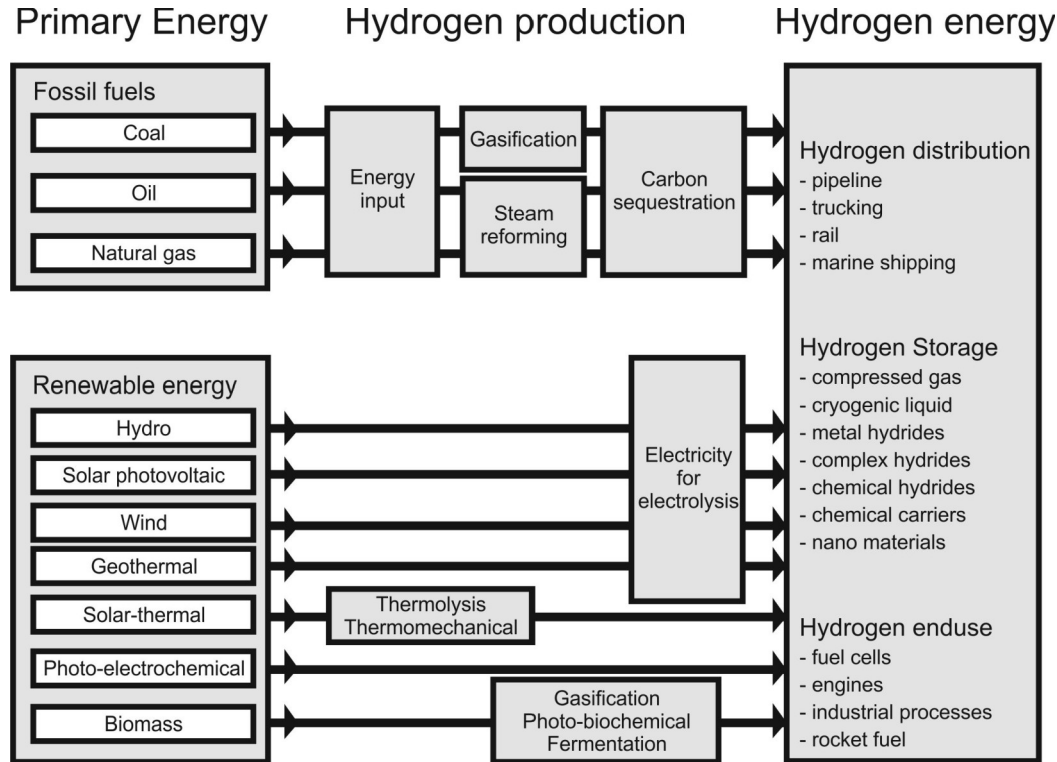 Primary Energy
Hydrogen production
Hydrogen energy
Fossil fuels
Coal
Oil
Natural gas
Energy
input
Gasification
Steam
reforming
Carbon
sequestration
Renewable energy
Hydro
Solar photovoltaic
Wind
Geothermal
Solar-thermal
Photo-electrochemical
Biomass
Electricity
for
electrolysis
Thermolysis
Thermomechanical
Gasification
Photo-biochemical
Fermentation
Hydrogen distribution
- pipeline
- trucking
- rail
- marine shipping
Hydrogen Storage
- compressed gas
- cryogenic liquid
- metal hydrides
- complex hydrides
- chemical hydrides
- chemical carriers
- nano materials
Hydrogen enduse
- fuel cells
- engines
- industrial processes
- rocket fuel